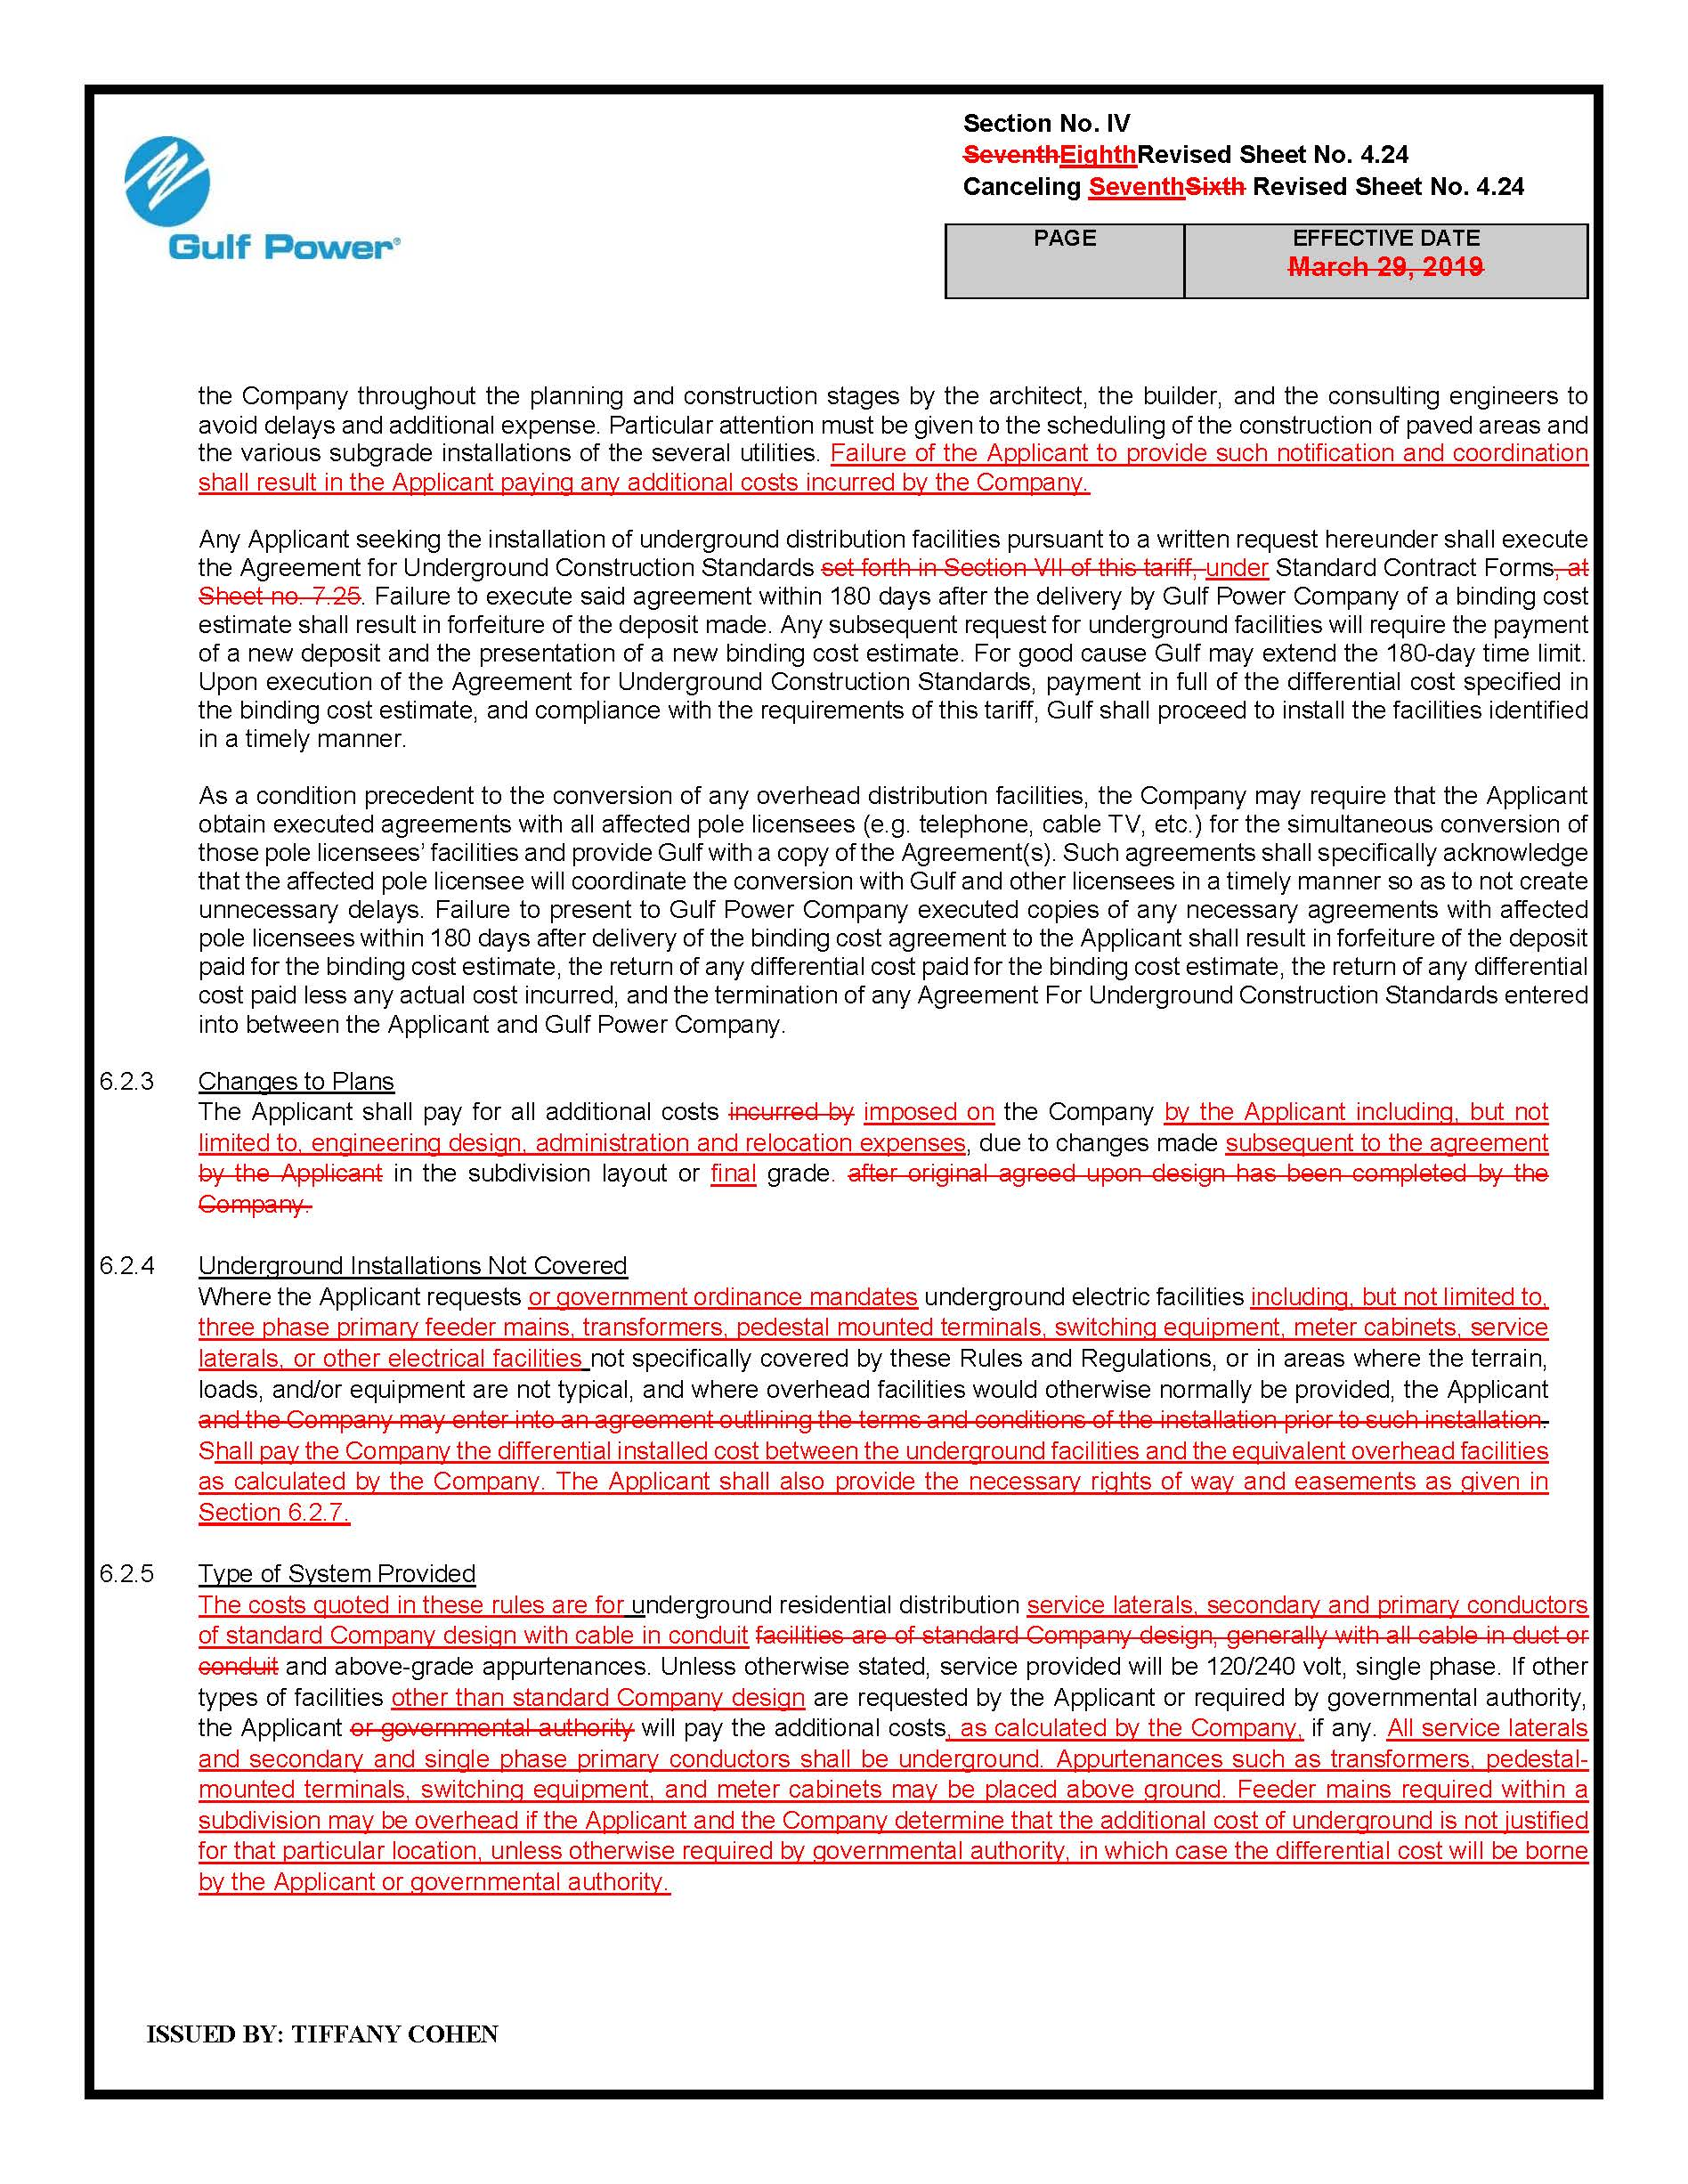 Section No. IV
SeventhEighthRevised Sheet No. 4.24
Canceling SeventhSixth Revised Sheet No. 4.24
Gulf Power®
PAGE
EFFECTIVE DATE
March 29, 2019
the Company throughout the planning and construction stages by the architect, the builder, and the consulting engineers to
avoid delays and additional expense. Particular attention must be given to the scheduling of the construction of paved areas and
the various subgrade installations of the several utilities. Failure of the Applicant to provide such notification and coordination
shall result in the Applicant paying any additional costs incurred by the Company.
Any Applicant seeking the installation of underground distribution facilities pursuant to a written request hereunder shall execute
the Agreement for Underground Construction Standards set forth in Section VII of this tariff, under Standard Contract Forms, at
Sheet no. 7.25. Failure to execute said agreement within 180 days after the delivery by Gulf Power Company of a binding cost
estimate shall result in forfeiture of the deposit made. Any subsequent request for underground facilities will require the payment
of a new deposit and the presentation of a new binding cost estimate. For good cause Gulf may extend the 180-day time limit.
Upon execution of the Agreement for Underground Construction Standards, payment in full of the differential cost specified in
the binding cost estimate, and compliance with the requirements of this tariff, Gulf shall proceed to install the facilities identified
in a timely manner.
As a condition precedent to the conversion of any overhead distribution facilities, the Company may require that the Applicant
obtain executed agreements with all affected pole licensees (e.g. telephone, cable TV, etc.) for the simultaneous conversion of
those pole licensees' facilities and provide Gulf with a copy of the Agreement(s). Such agreements shall specifically acknowledge
that the affected pole licensee will coordinate the conversion with Gulf and other licensees in a timely manner so as to not create
unnecessary delays. Failure to present to Gulf Power Company executed copies of any necessary agreements with affected
pole licensees within 180 days after delivery of the binding cost agreement to the Applicant shall result in forfeiture of the deposit
paid for the binding cost estimate, the return of any differential cost paid for the binding cost estimate, the return of any differential
cost paid less any actual cost incurred, and the termination of any Agreement For Underground Construction Standards entered
into between the Applicant and Gulf Power Company.
6.2.3 Changes to Plans
The Applicant shall pay for all additional costs incurred by imposed on the Company by the Applicant including, but not
limited to, engineering design, administration and relocation expenses, due to changes made subsequent to the agreement
by the Applicant in the subdivision layout or final grade. after original agreed upon design has been completed by the
Company.
6.2.4 Underground Installations Not Covered
Where the Applicant requests or government ordinance mandates underground electric facilities including, but not limited to,
three phase primary feeder mains, transformers, pedestal mounted terminals, switching equipment, meter cabinets, service
laterals, or other electrical facilities not specifically covered by these Rules and Regulations, or in areas where the terrain,
loads, and/or equipment are not typical, and where overhead facilities would otherwise normally be provided, the Applicant
and the Company may enter into an agreement outlining the terms and conditions of the installation prior to such installation.
Shall pay the Company the differential installed cost between the underground facilities and the equivalent overhead facilities
as calculated by the Company. The Applicant shall also provide the necessary rights of way and easements as given in
Section 6.2.7.
6.2.5 Type of System Provided
The costs quoted in these rules are for underground residential distribution service laterals, secondary and primary conductors
of standard Company design with cable in conduit facilities are of standard Company design, generally with all cable in duct or
conduit and above-grade appurtenances. Unless otherwise stated, service provided will be 120/240 volt, single phase. If other
types of facilities other than standard Company design are requested by the Applicant or required by governmental authority,
the Applicant or governmental authority will pay the additional costs, as calculated by the Company, if any. All service laterals
and secondary and single phase primary conductors shall be underground. Appurtenances such as transformers, pedestal-
mounted terminals, switching equipment, and meter cabinets may be placed above ground. Feeder mains required within a
subdivision may be overhead if the Applicant and the Company determine that the additional cost of underground is not justified
for that particular location, unless otherwise required by governmental authority, in which case the differential cost will be borne
by the Applicant or governmental authority.
ISSUED BY: TIFFANY COHEN